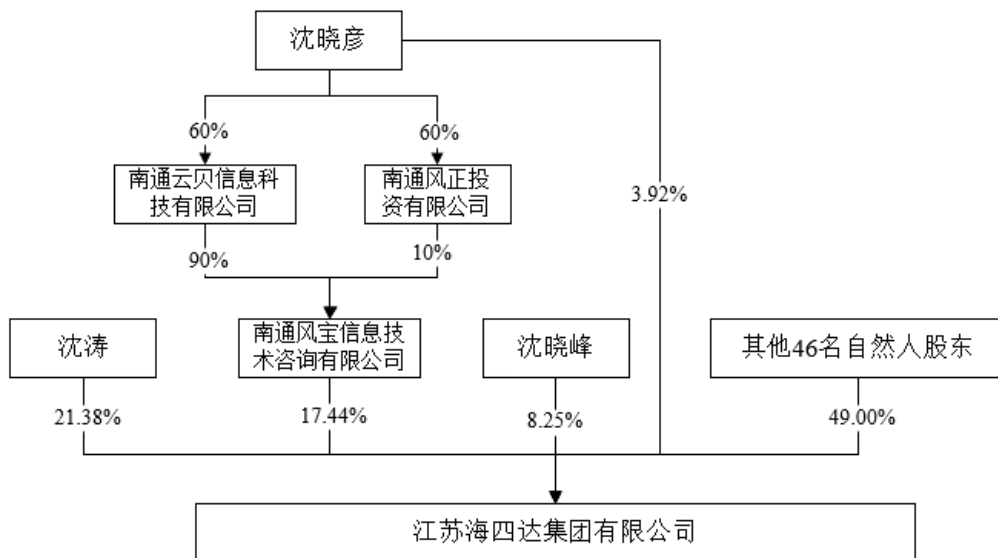 沈晓彦
60%
60%
南通云贝信息科
技有限公司
南通风正投
资有限公司
3.92%
90%
10%
沈涛
南通风宝信息技
术咨询有限公司
沈晓峰
其他46名自然人股东
21.38%
17.44%
8.25%
49.00%
江苏海四达集团有限公司